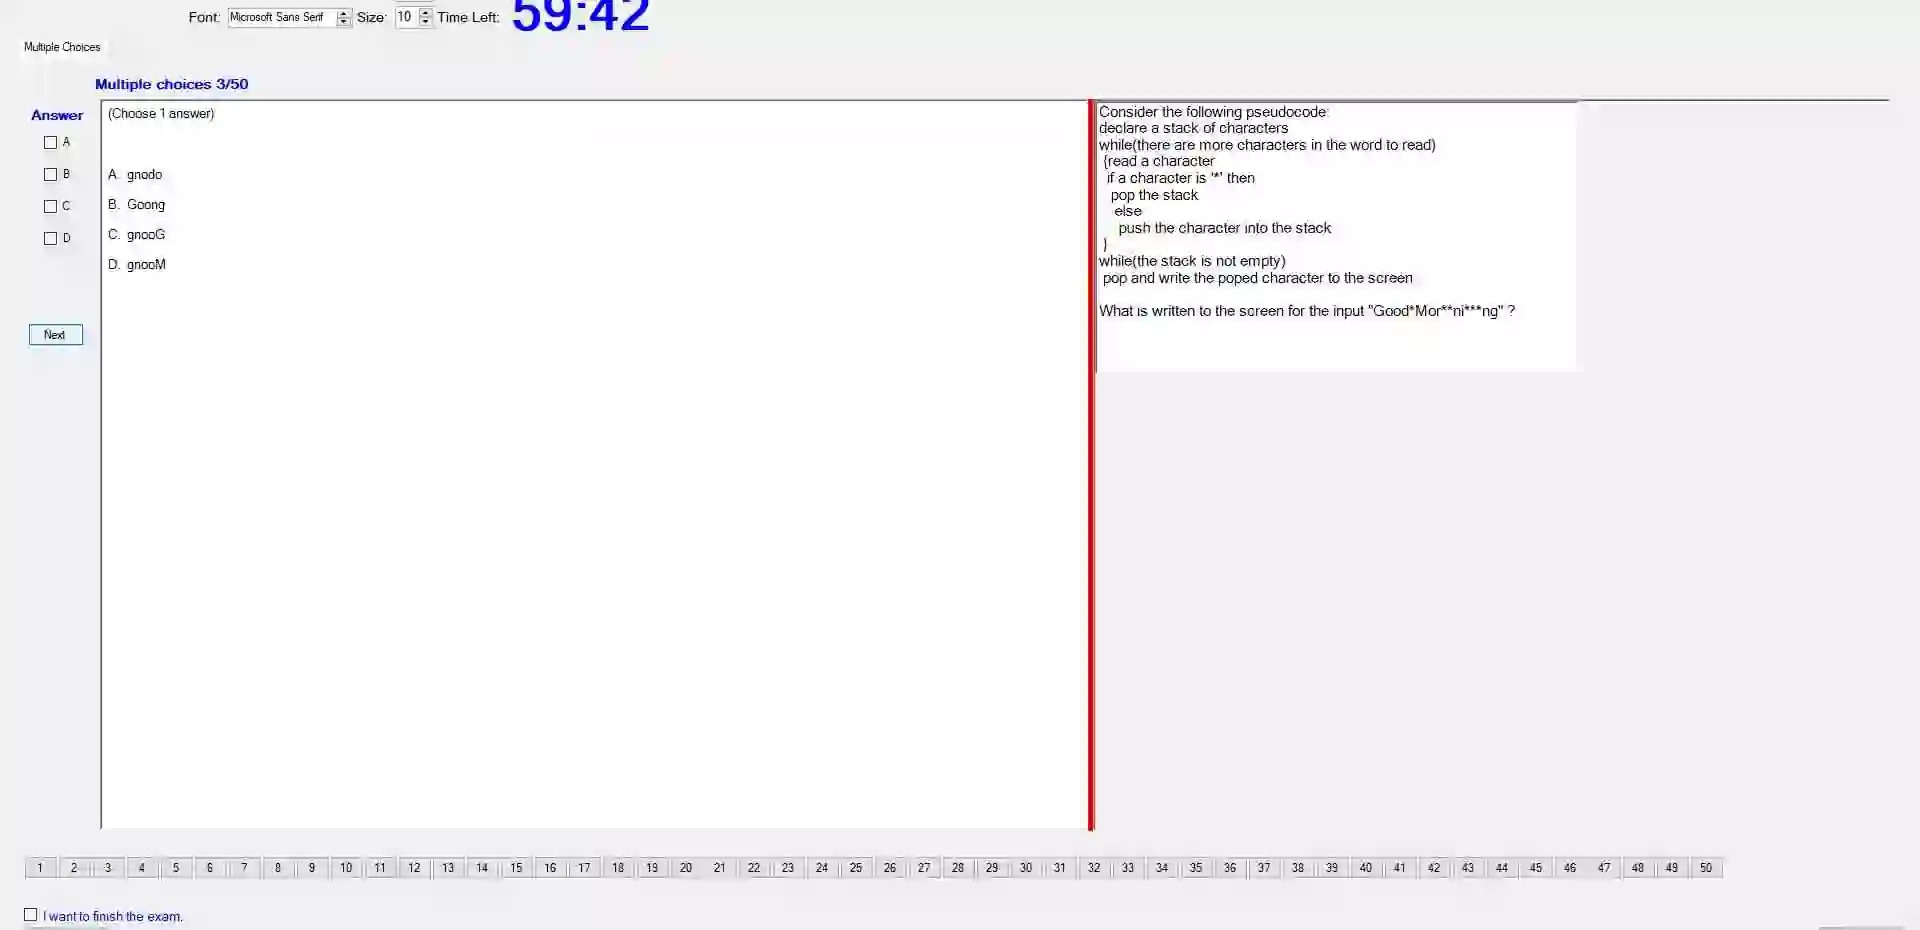 Font: Microsoft Sans Serif Size: 10 Time Left: 59:42
Multiple Choices
Multiple choices 3/50
Answer
A
B
C
D
Next
(Choose 1 answer)
A. gnodo
B. Goong
C. gnooG
D. gnooM
Consider the following pseudocode:
declare a stack of characters
while(there are more characters in the word to read)
{read a character
if a character is '*' then
pop the stack
else
push the character into the stack
}
while(the stack is not empty)
pop and write the poped character to the screen
What is written to the screen for the input "Good*Mor**ni***ng" ?
1 2 3 4 5 6 7 8 9 10 11 12 13 14 15 16 17 18 19 20 21 22 23 24 25 26 27 28 29 30 31 32 33 34 35 36 37 38 39 40 41 42 43 44 45 46 47 48 49 50
I want to finish the exam.